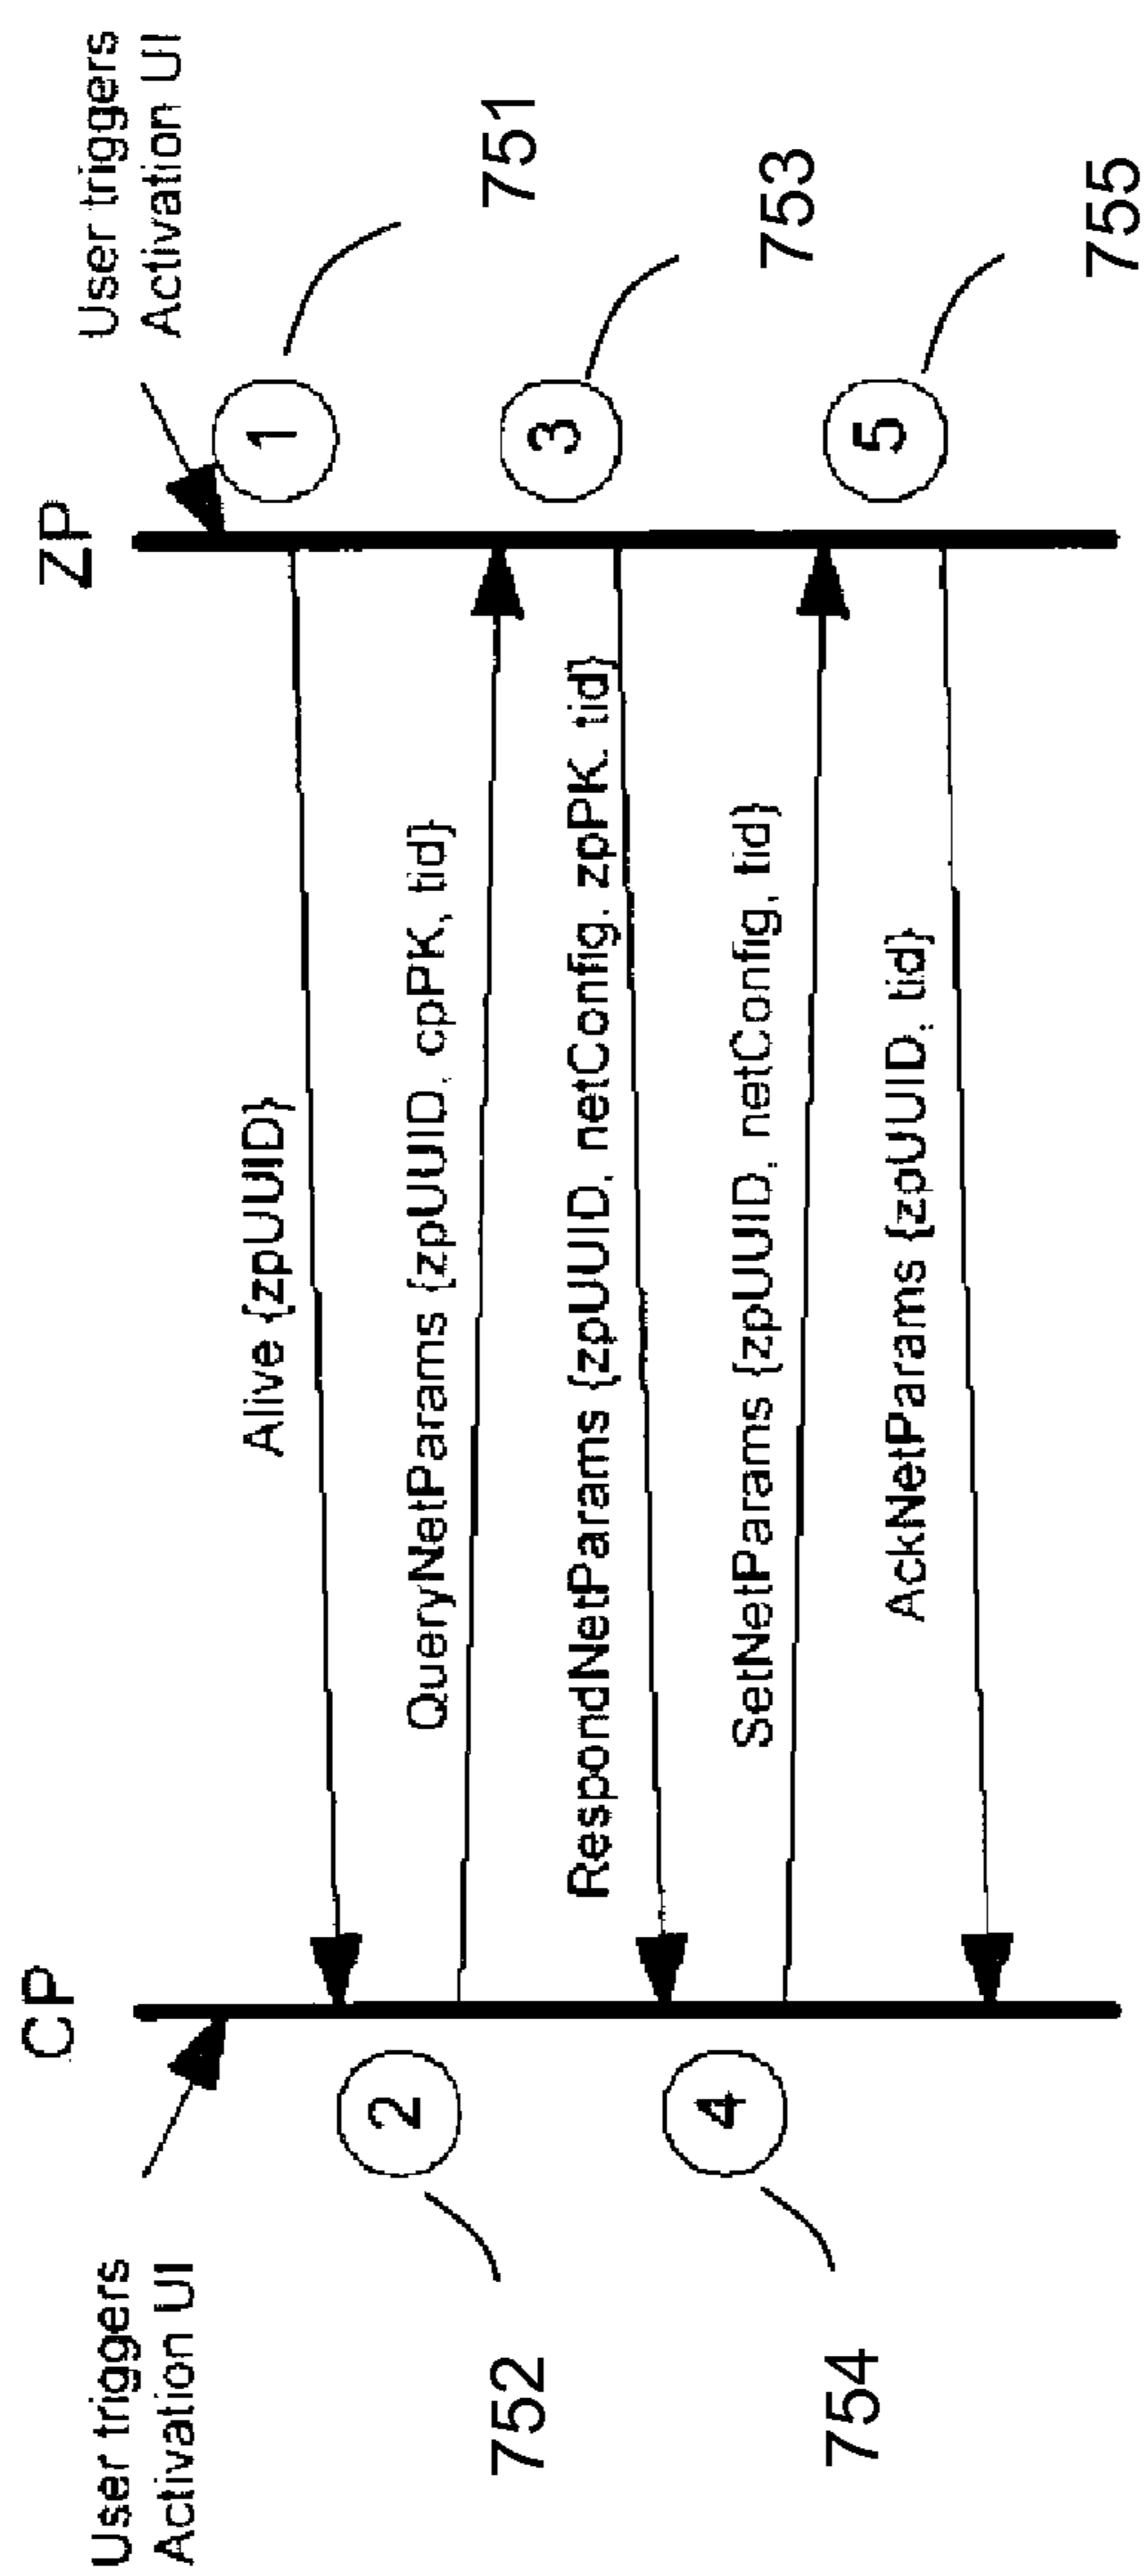 CP
ZP
User triggers
Activation UI
User triggers
Activation UI
1
751
Alive {zpUUID}
2
752
QueryNetParams {zpUUID, cpPK, tid}
3
753
RespondNetParams {zpUUID, netConfig, zpPK, tid}
4
754
SetNetParams {zpUUID, netConfig, tid}
5
755
AckNetParams {zpUUID, tid}